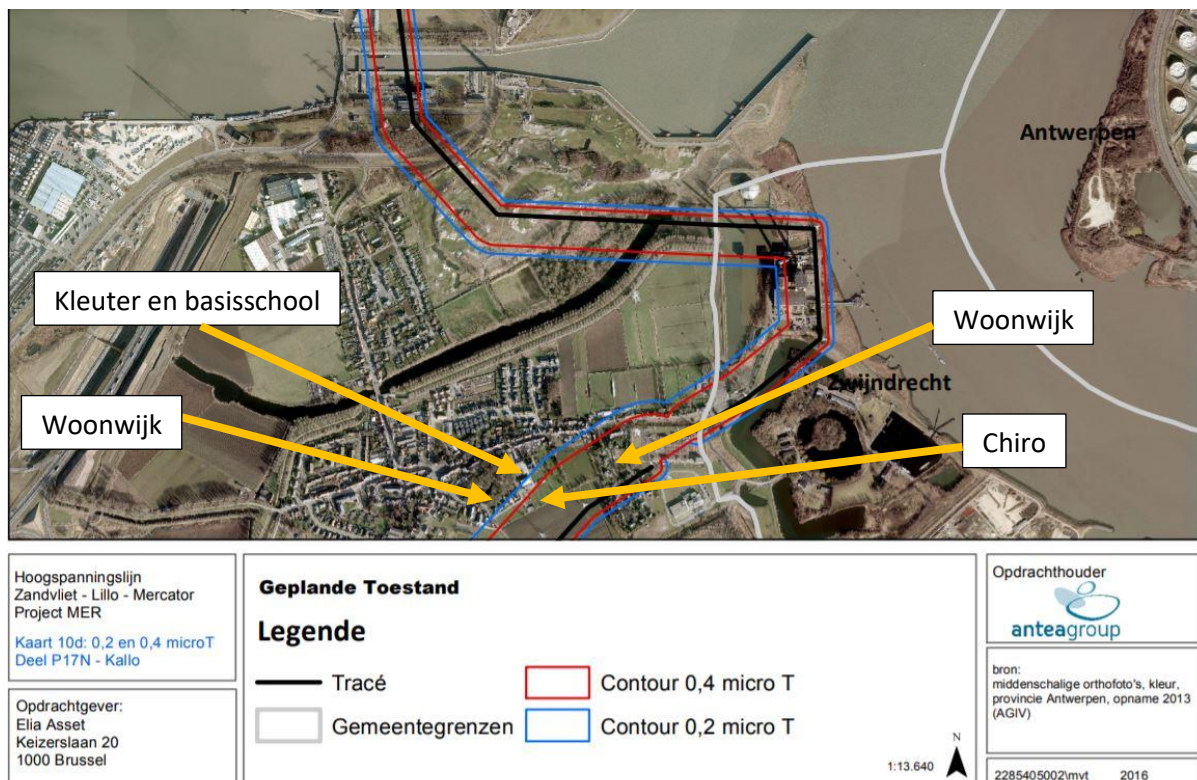 Antwerpen
Kleuter en basisschool
Woonwijk
Zwijndrecht
Woonwijk
Chiro
Hoogspanningslijn
Zandvliet - Lillo - Mercator
Project MER
Kaart 10d: 0,2 en 0,4 microT
Deel P17N - Kallo
Opdrachtgever:
Elia Asset
Keizerslaan 20
1000 Brussel
Geplande Toestand
Legende
Tracé
Contour 0,4 micro T
Gemeentegrenzen
Contour 0,2 micro T
N
1:13.640
Opdrachthouder
anteagroup
bron:
middenschalige orthofoto's, kleur,
provincie Antwerpen, opname 2013
(AGIV)
2285405002\mvt 2016